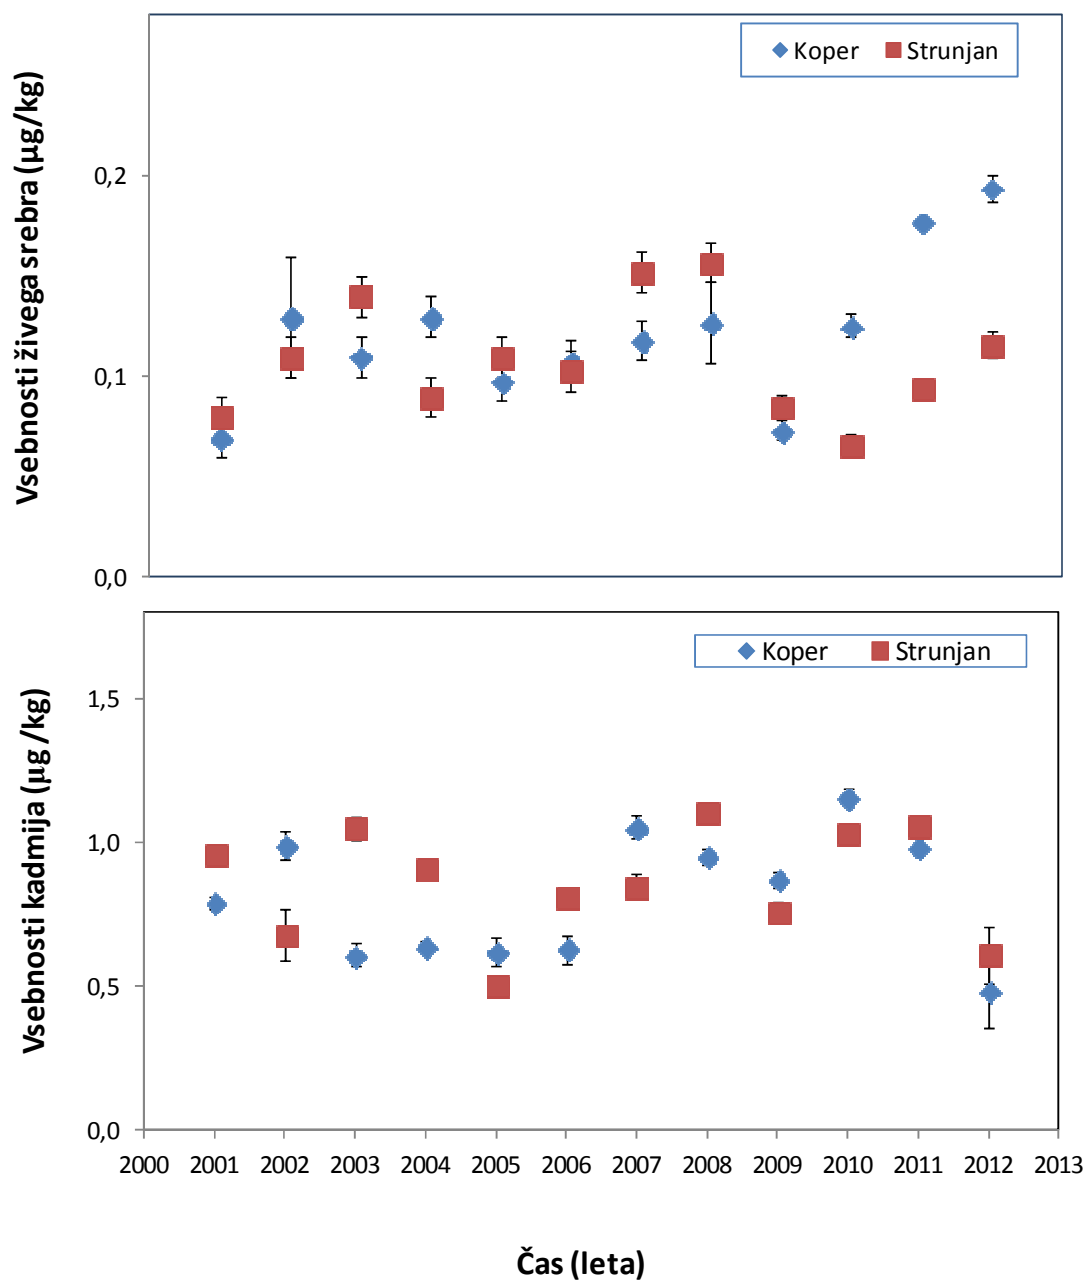 Koper Strunjan
Vsebnosti živega srebra (µg/kg)
0,2
0,1
0,0
Koper Strunjan
Vsebnosti kadmija (µg /kg)
1,5
1,0
0,5
0,0
2000 2001 2002 2003 2004 2005 2006 2007 2008 2009 2010 2011 2012 2013
Čas (leta)